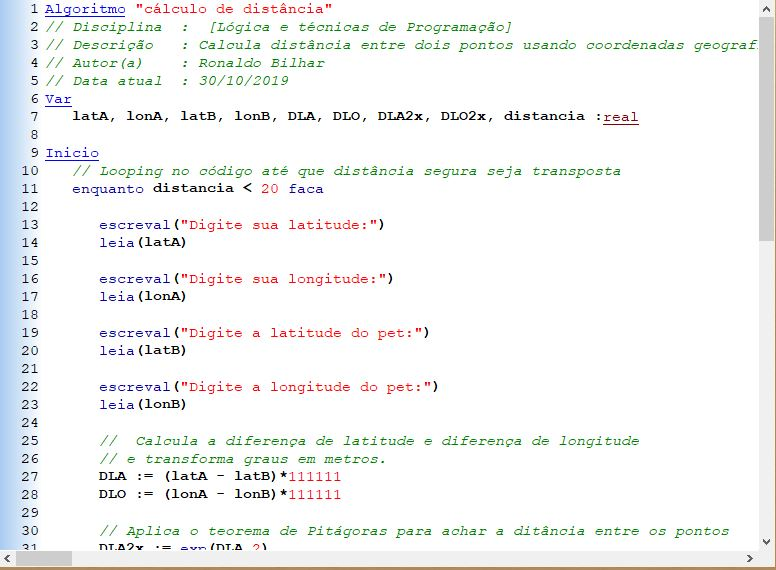 1 Algoritmo "cálculo de distância"
2 // Disciplina  :  [Lógica e técnicas de Programação]
3 // Descrição   : Calcula distância entre dois pontos usando coordenadas geograf
4 // Autor(a)    : Ronaldo Bilhar
5 // Data atual  : 30/10/2019
6 Var
7    latA, lonA, latB, lonB, DLA, DLO, DLA2x, DLO2x, distancia :real
8
9 Inicio
10    // Looping no código até que distância segura seja transposta
11    enquanto distancia < 20 faca
12
13       escreval("Digite sua latitude:")
14       leia(latA)
15
16       escreval("Digite sua longitude:")
17       leia(lonA)
18
19       escreval("Digite a latitude do pet:")
20       leia(latB)
21
22       escreval("Digite a longitude do pet:")
23       leia(lonB)
24
25       //  Calcula a diferença de latitude e diferença de longitude
26       // e transforma graus em metros.
27       DLA := (latA - latB)*111111
28       DLO := (lonA - lonB)*111111
29
30       // Aplica o teorema de Pitágoras para achar a ditância entre os pontos
31       DLA2x := exp(DLA,2)